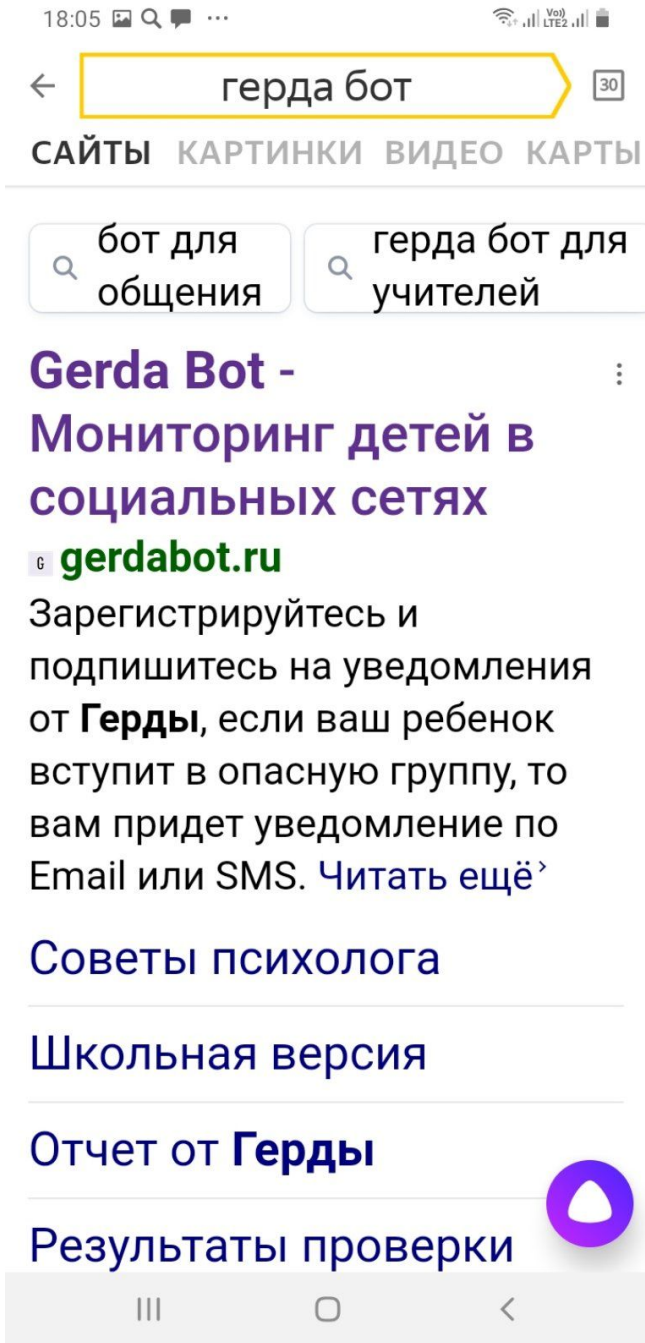 18:05
Vo)) LTE2
герда бот
30
САЙТЫ КАРТИНКИ ВИДЕО КАРТЫ
бот для
общения
герда бот для
учителей
Gerda Bot -
Мониторинг детей в
социальных сетях
G gerdabot.ru
Зарегистрируйтесь и
подпишитесь на уведомления
от Герды, если ваш ребенок
вступит в опасную группу, то
вам придет уведомление по
Email или SMS. Читать ещё
Советы психолога
Школьная версия
Отчет от Герды
Результаты проверки